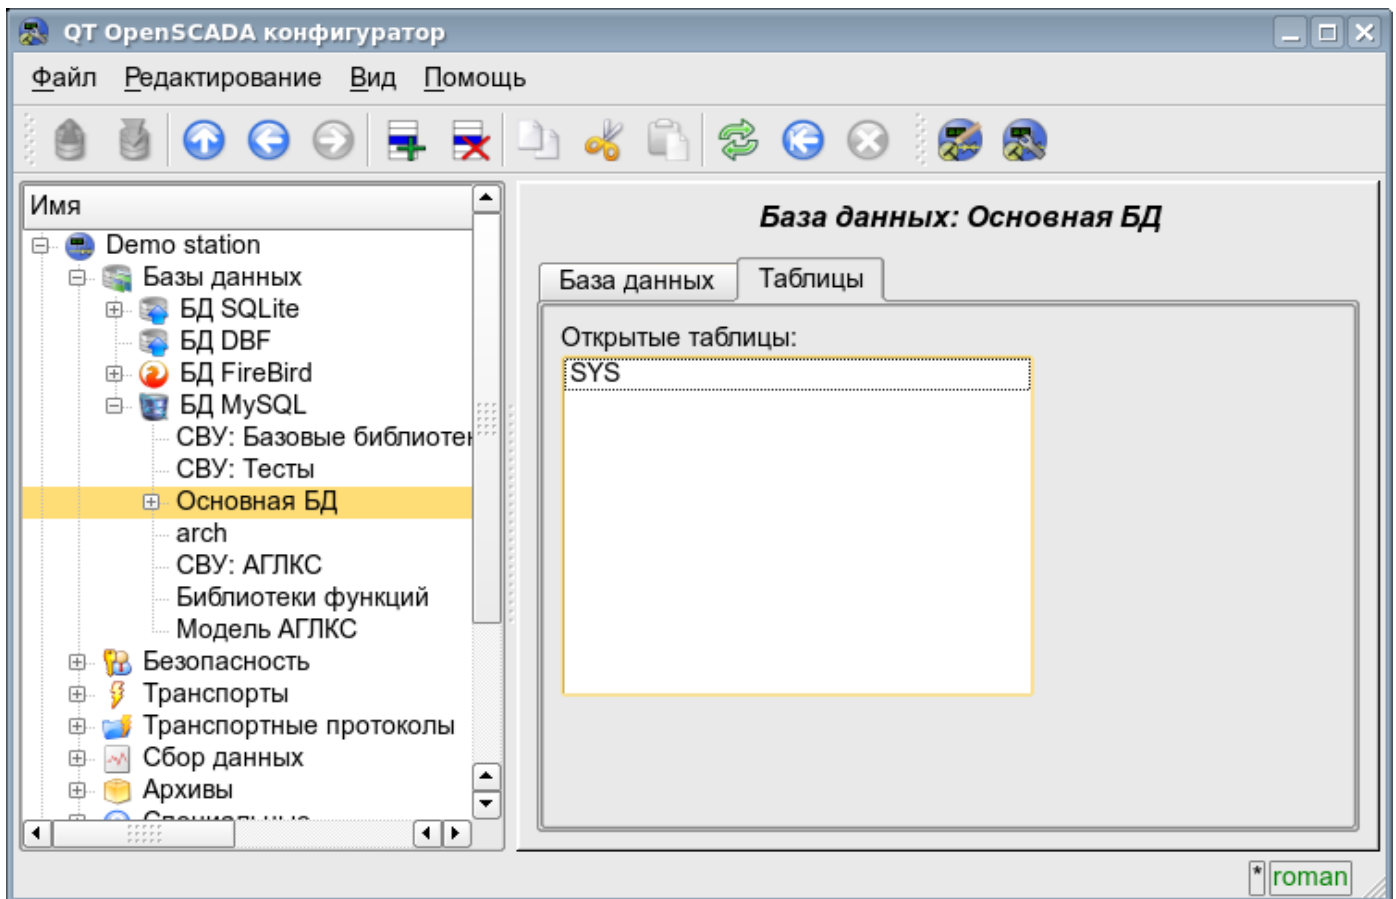 QT OpenSCADA конфигуратор
Файл Редактирование Вид Помощь
Имя
Demo station
Базы данных
БД SQLite
БД DBF
БД FireBird
БД MySQL
СВУ: Базовые
СВУ: Тесты
Основная БД
arch
СВУ: АГЛКС
Библиотеки функций
Модель АГЛКС
Безопасность
Транспорты
Транспортные протоколы
Сбор данных
Архивы
База данных: Основная БД
База данных Таблицы
Открытые таблицы:
SYS
* roman